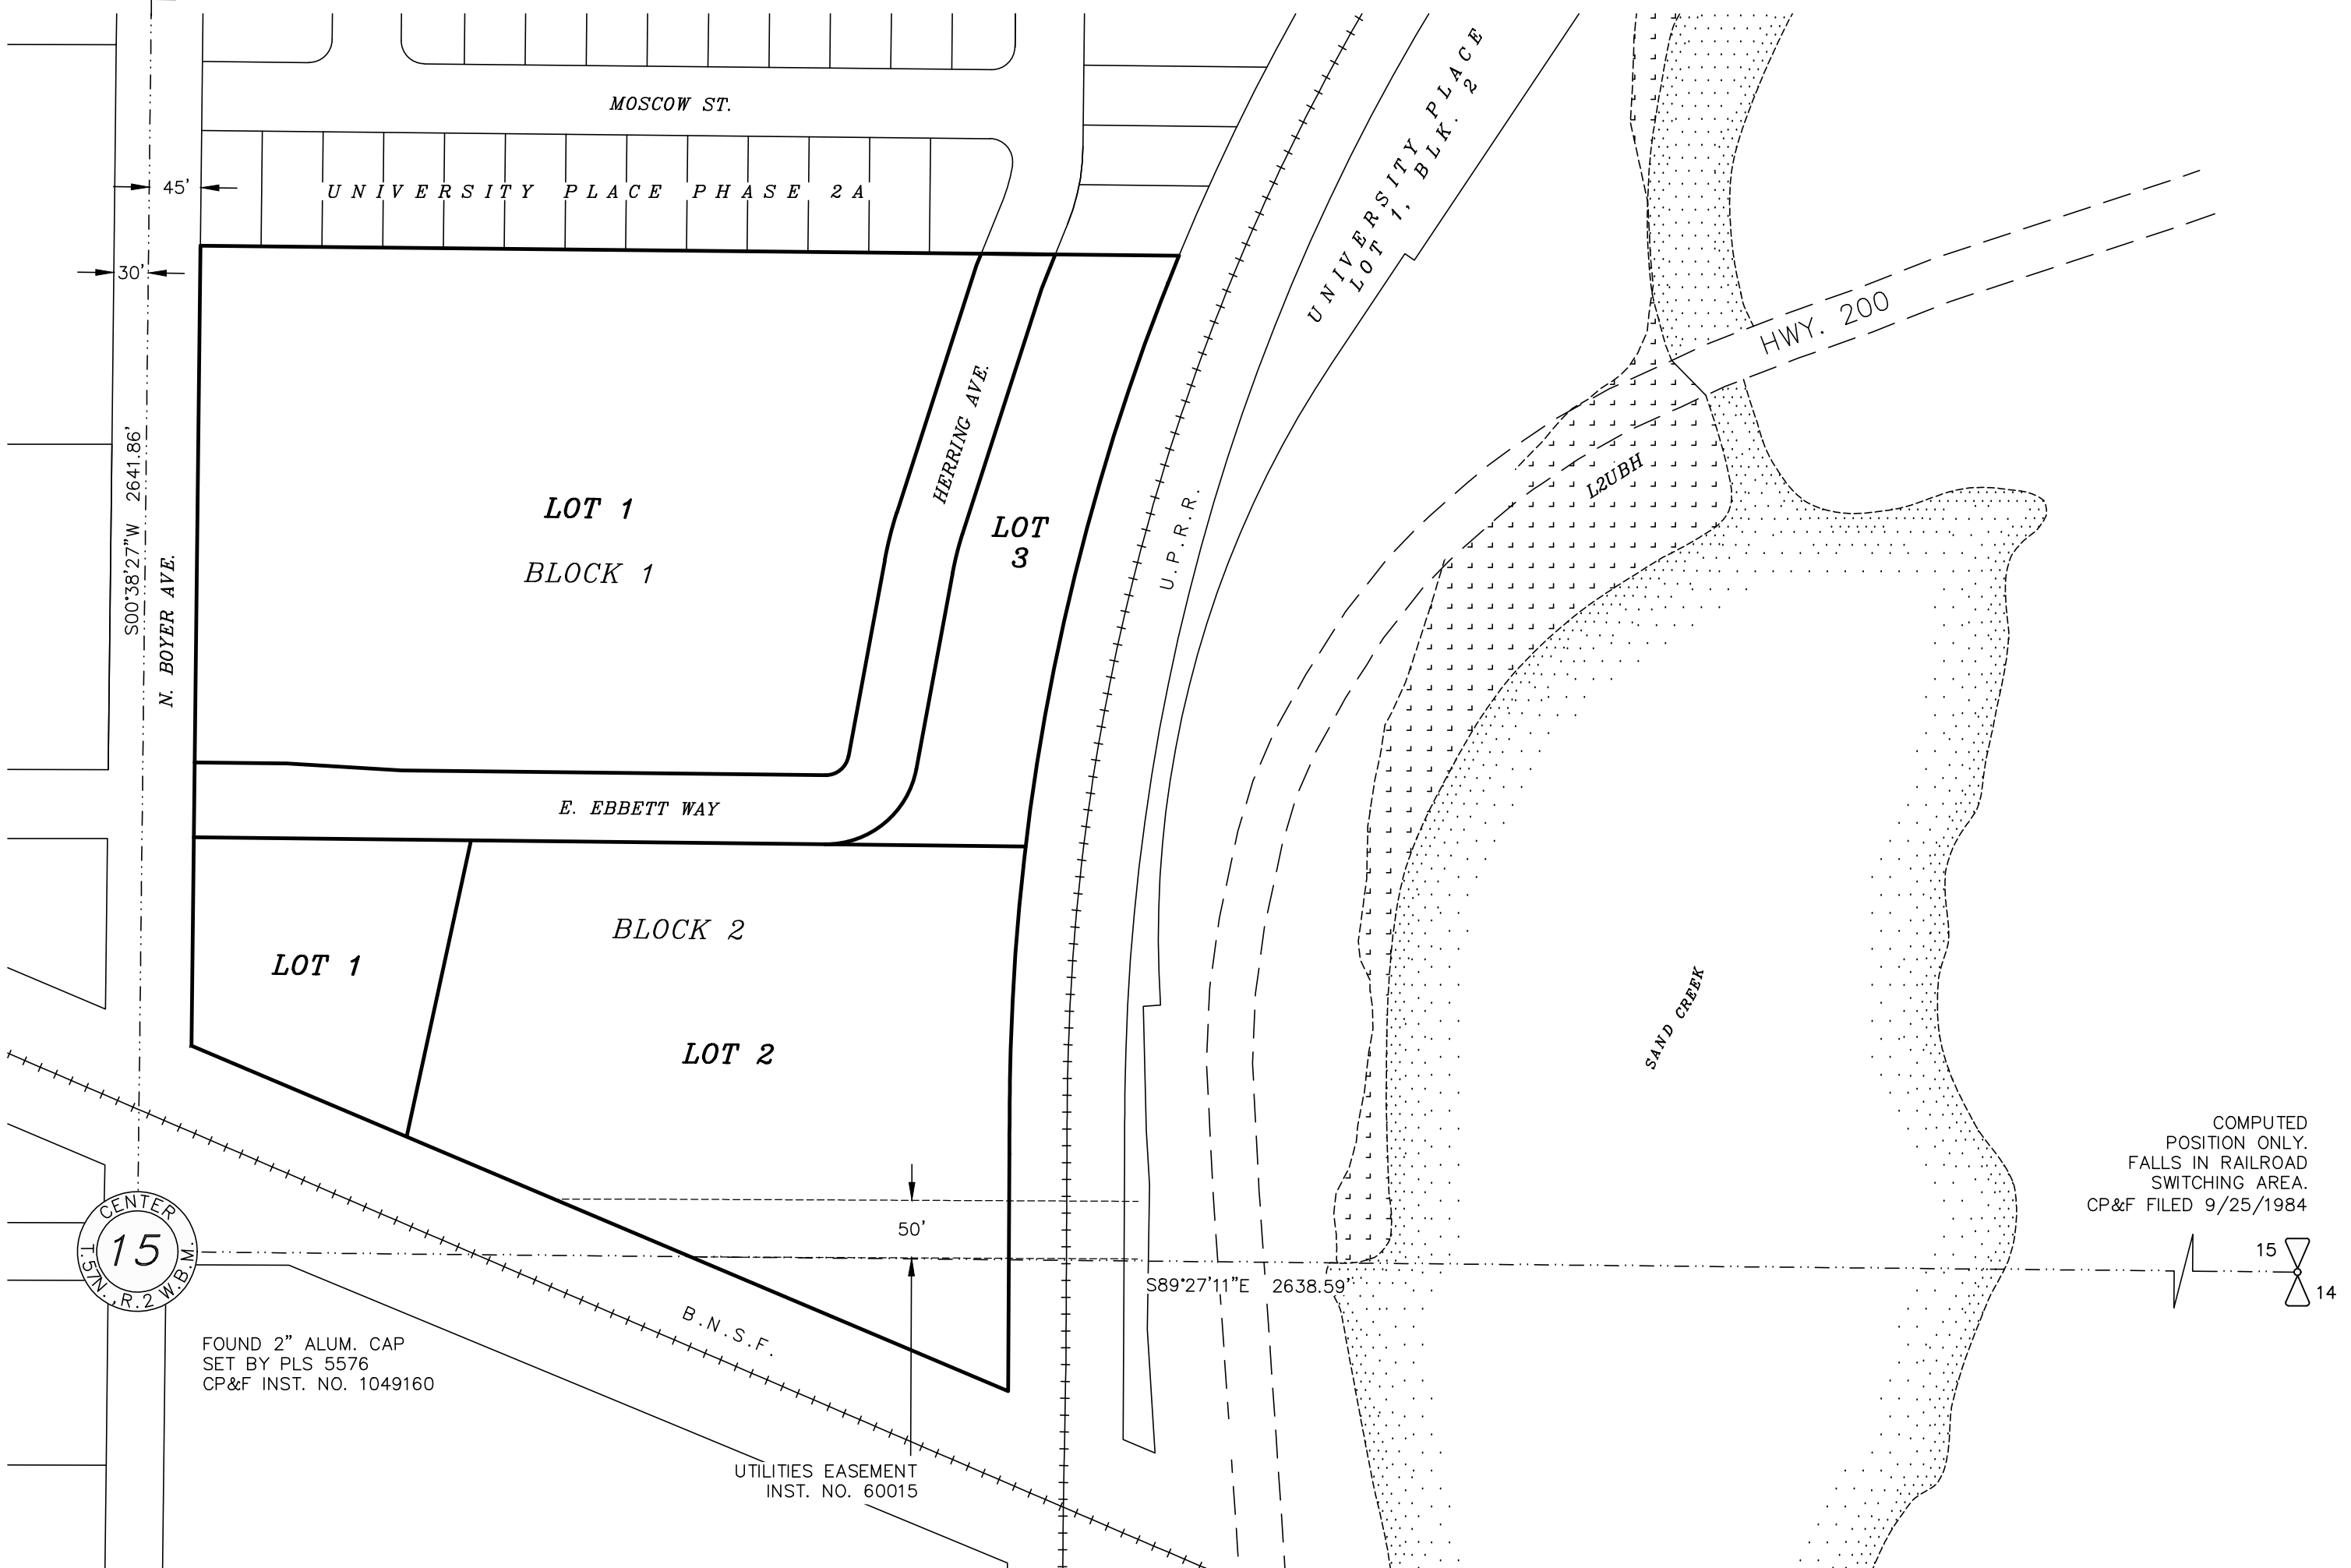 MOSCOW ST.
45'
UNIVERSITY PLACE PHASE 2A
30'
UNIVERSITY PLACE
LOT 1, BLK. 2
HWY. 200
S00°38'27"W 2641.86'
N. BOYER AVE.
HERRING AVE.
LOT 1
BLOCK 1
LOT
3
U.P.R.R.
L2UBH
E. EBBETT WAY
BLOCK 2
LOT 1
LOT 2
SAND CREEK
COMPUTED
POSITION ONLY.
FALLS IN RAILROAD
SWITCHING AREA.
CP&F FILED 9/25/1984
CENTER
15
T.57N., R.2 W.B.M.
50'
S89°27'11"E 2638.59'
15
14
B.N.S.F.
FOUND 2" ALUM. CAP
SET BY PLS 5576
CP&F INST. NO. 1049160
UTILITIES EASEMENT
INST. NO. 60015